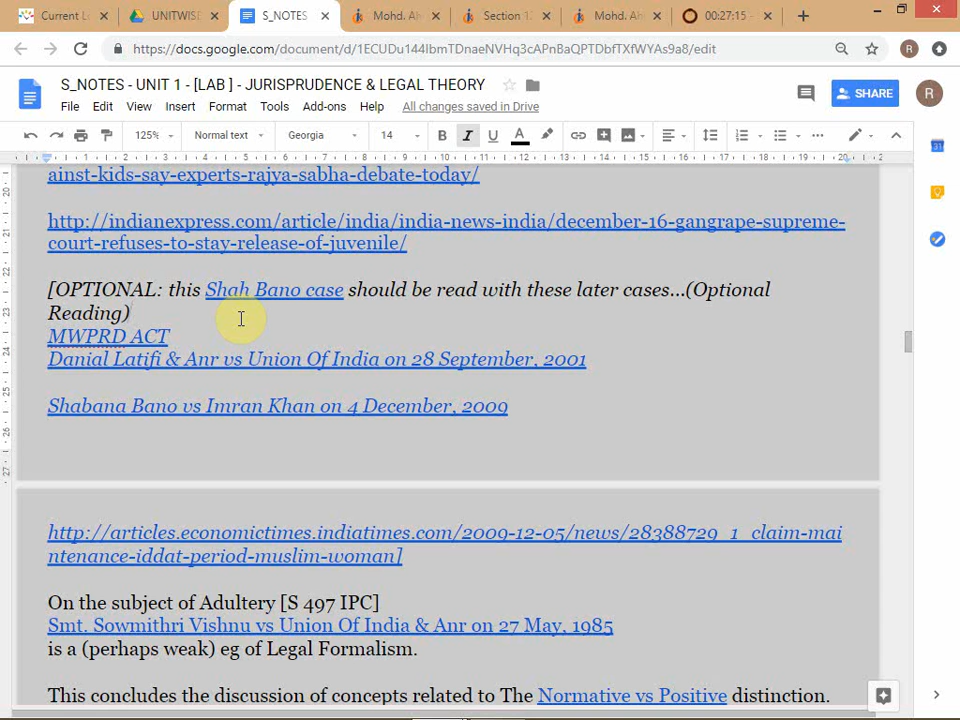 Current L
UNITWISE
S_NOTES
Mohd. Ah
Section 12
Mohd. Ah
00:27:15 -
https://docs.google.com/document/d/1ECUDu144lbmTDnaeNVHq3cAPnBaQPTDbfTXfWYAs9a8/edit
R
S_NOTES - UNIT 1 - [LAB ] - JURISPRUDENCE & LEGAL THEORY
SHARE
R
File Edit View Insert Format Tools Add-ons Help All changes saved in Drive
125% Normal text Georgia 14 B I U A
ainst-kids-say-experts-rajya-sabha-debate-today/
http://indianexpress.com/article/india/india-news-india/december-16-gangrape-supreme-
court-refuses-to-stay-release-of-juvenile/
[OPTIONAL: this Shah Bano case should be read with these later cases...(Optional
Reading)
MWPRD ACT
Danial Latifi & Anr vs Union Of India on 28 September, 2001
Shabana Bano vs Imran Khan on 4 December, 2009
http://articles.economictimes.indiatimes.com/2009-12-05/news/28388729_1_claim-mai
ntenance-iddat-period-muslim-woman]
On the subject of Adultery [S 497 IPC]
Smt. Sowmithri Vishnu vs Union Of India & Anr on 27 May, 1985
is a (perhaps weak) eg of Legal Formalism.
This concludes the discussion of concepts related to The Normative vs Positive distinction.